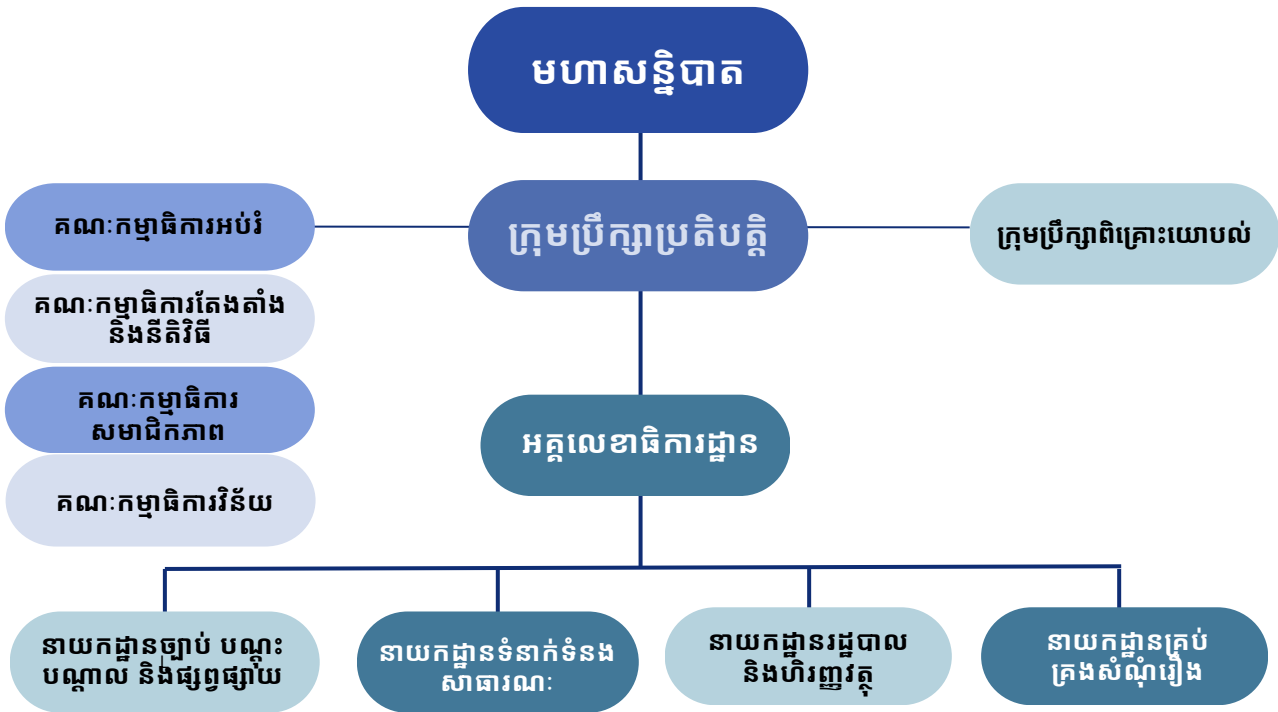 មហាសន្និបាត
គណៈកម្មាធិការអប់រំ
ក្រុមប្រឹក្សាប្រតិបត្តិ
ក្រុមប្រឹក្សាពិគ្រោះយោបល់
គណៈកម្មាធិការតែងតាំង
និងនីតិវិធី
គណៈកម្មាធិការ
សមាជិកភាព
អគ្គលេខាធិការដ្ឋាន
គណៈកម្មាធិការវិន័យ
នាយកដ្ឋានច្បាប់ បណ្តុះ
បណ្តាល និងផ្សព្វផ្សាយ
នាយកដ្ឋានទំនាក់ទំនង
សាធារណៈ
នាយកដ្ឋានរដ្ឋបាល
និងហិរញ្ញវត្ថុ
នាយកដ្ឋានគ្រប់
គ្រងសំណុំរឿង